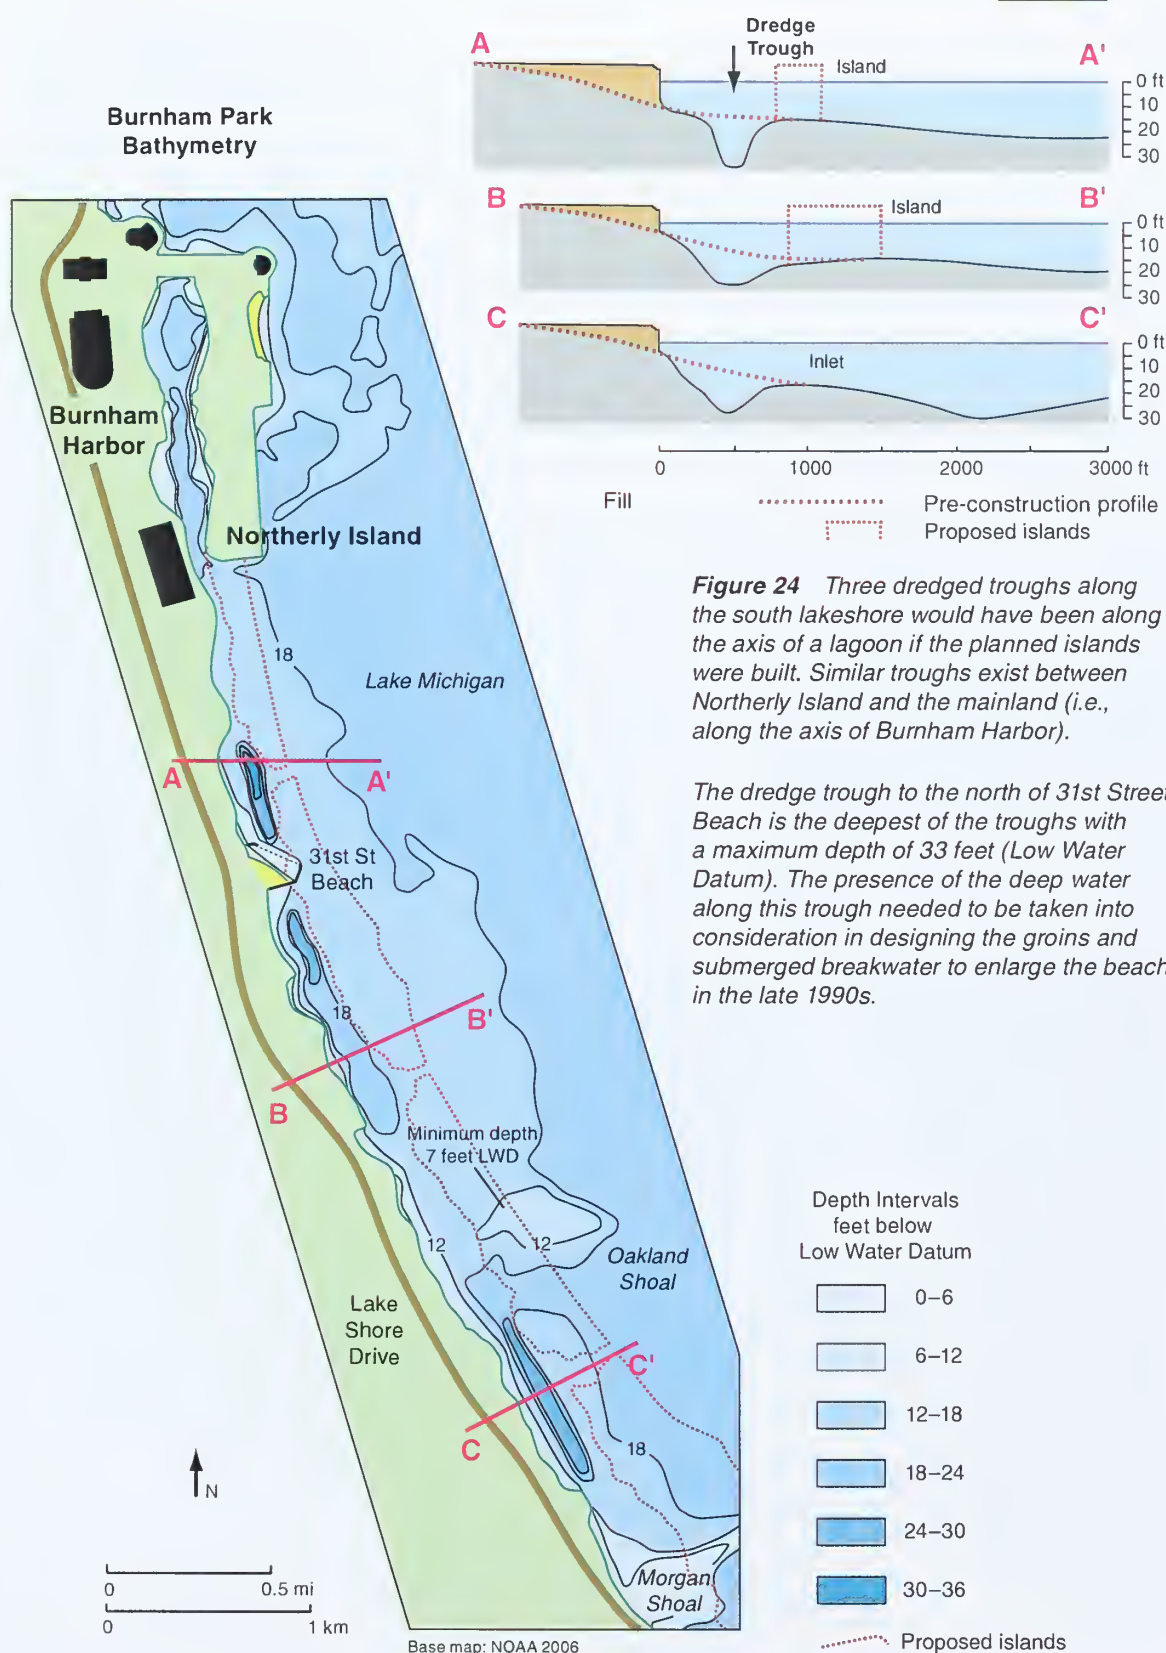 Burnham Park
Bathymetry
Burnham
Harbor
Northerly Island
18
Lake Michigan
A
A'
31st St
Beach
18
B'
B
Minimum depth
7 feet LWD
12
12
Oakland
Shoal
Lake
Shore
Drive
C'
C
18
N
Morgan
Shoal
0
0.5 mi
0
1 km
Base map: NOAA 2006
Dredge
Trough
A
Island
A'
0 ft
10
20
30
B
Island
B'
0 ft
10
20
30
C
Inlet
C'
0 ft
10
20
30
0
1000
2000
3000 ft
Fill
Pre-construction profile
Proposed islands
Figure 24 Three dredged troughs along
the south lakeshore would have been along
the axis of a lagoon if the planned islands
were built. Similar troughs exist between
Northerly Island and the mainland (i.e.,
along the axis of Burnham Harbor).
The dredge trough to the north of 31st Street
Beach is the deepest of the troughs with
a maximum depth of 33 feet (Low Water
Datum). The presence of the deep water
along this trough needed to be taken into
consideration in designing the groins and
submerged breakwater to enlarge the beach
in the late 1990s.
Depth Intervals
feet below
Low Water Datum
0–6
6–12
12–18
18–24
24–30
30–36
Proposed islands